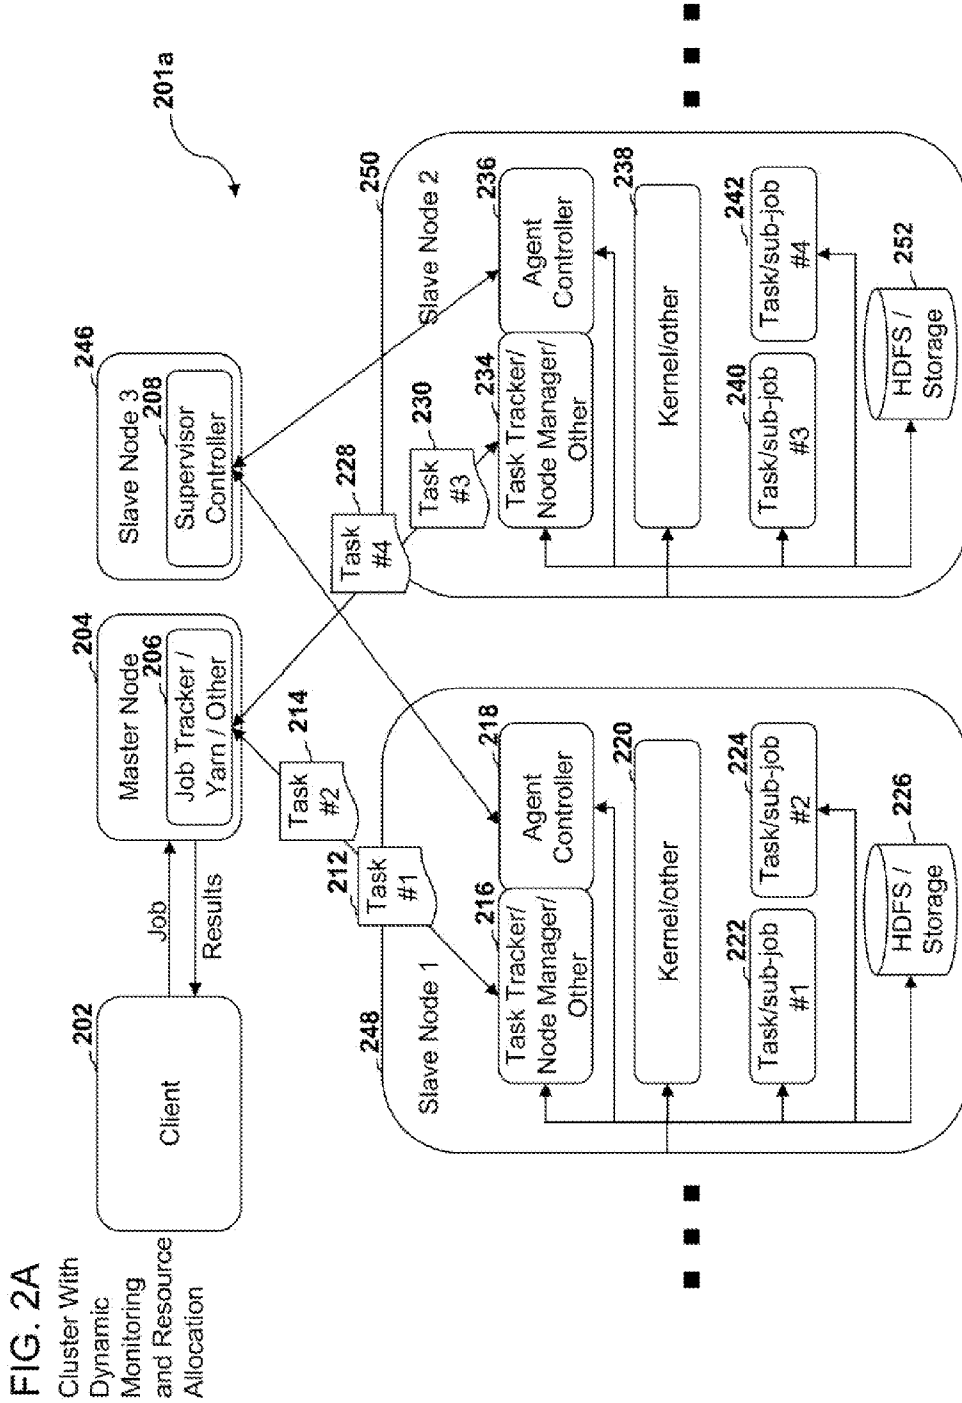 FIG. 2A
Cluster With
Dynamic
Monitoring
and Resource
Allocation
201a
202
Client
Job
Results
204
Master Node
206
Job Tracker /
Yarn / Other
246
Slave Node 3
208
Supervisor
Controller
214
Task
#2
212
Task
#1
228
Task
#4
230
Task
#3
248
Slave Node 1
216
Task Tracker/
Node Manager/
Other
218
Agent
Controller
220
Kernel/other
222
Task/sub-job
#1
224
Task/sub-job
#2
226
HDFS /
Storage
250
Slave Node 2
234
Task Tracker/
Node Manager/
Other
236
Agent
Controller
238
Kernel/other
240
Task/sub-job
#3
242
Task/sub-job
#4
252
HDFS /
Storage